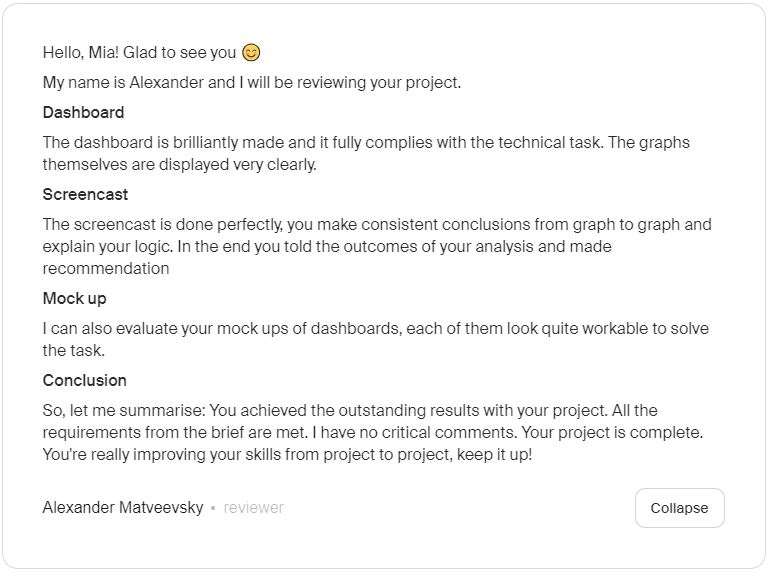 Hello, Mia! Glad to see you 😊
My name is Alexander and I will be reviewing your project.
Dashboard
The dashboard is brilliantly made and it fully complies with the technical task. The graphs
themselves are displayed very clearly.
Screencast
The screencast is done perfectly, you make consistent conclusions from graph to graph and
explain your logic. In the end you told the outcomes of your analysis and made
recommendation
Mock up
I can also evaluate your mock ups of dashboards, each of them look quite workable to solve
the task.
Conclusion
So, let me summarise: You achieved the outstanding results with your project. All the
requirements from the brief are met. I have no critical comments. Your project is complete.
You're really improving your skills from project to project, keep it up!
Alexander Matveevsky • reviewer
Collapse